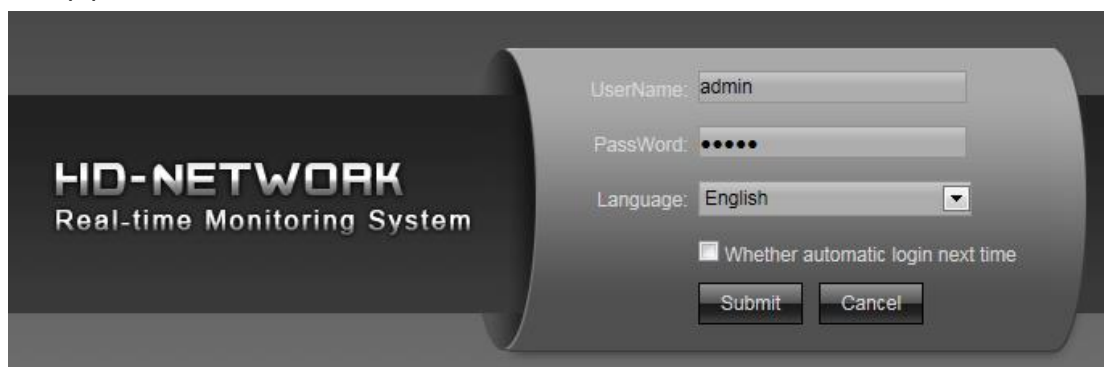 HD-NETWORK
Real-time Monitoring System
UserName: admin
PassWord: •••••
Language: English
Whether automatic login next time
Submit Cancel